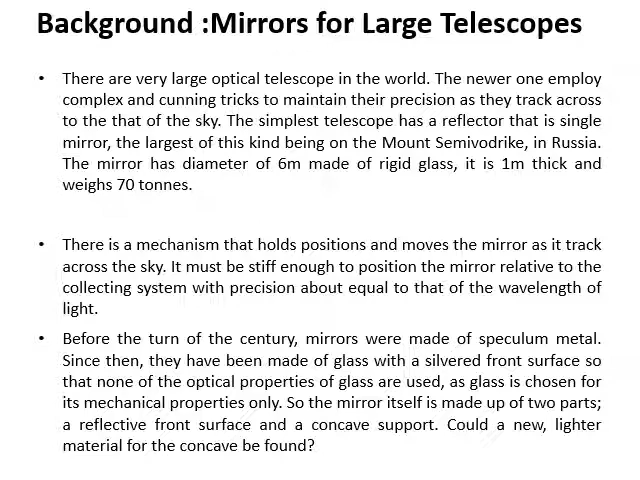 Background :Mirrors for Large Telescopes
• There are very large optical telescope in the world. The newer one employ
complex and cunning tricks to maintain their precision as they track across
to the that of the sky. The simplest telescope has a reflector that is single
mirror, the largest of this kind being on the Mount Semivodrike, in Russia.
The mirror has diameter of 6m made of rigid glass, it is 1m thick and
weighs 70 tonnes.
• There is a mechanism that holds positions and moves the mirror as it track
across the sky. It must be stiff enough to position the mirror relative to the
collecting system with precision about equal to that of the wavelength of
light.
• Before the turn of the century, mirrors were made of speculum metal.
Since then, they have been made of glass with a silvered front surface so
that none of the optical properties of glass are used, as glass is chosen for
its mechanical properties only. So the mirror itself is made up of two parts;
a reflective front surface and a concave support. Could a new, lighter
material for the concave be found?